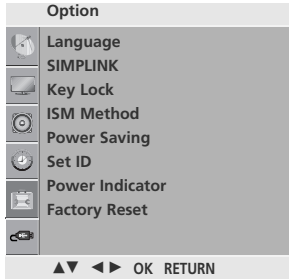 Option
Language
SIMPLINK
Key Lock
ISM Method
Power Saving
Set ID
Power Indicator
Factory Reset
▲▼ ◄ ► OK RETURN